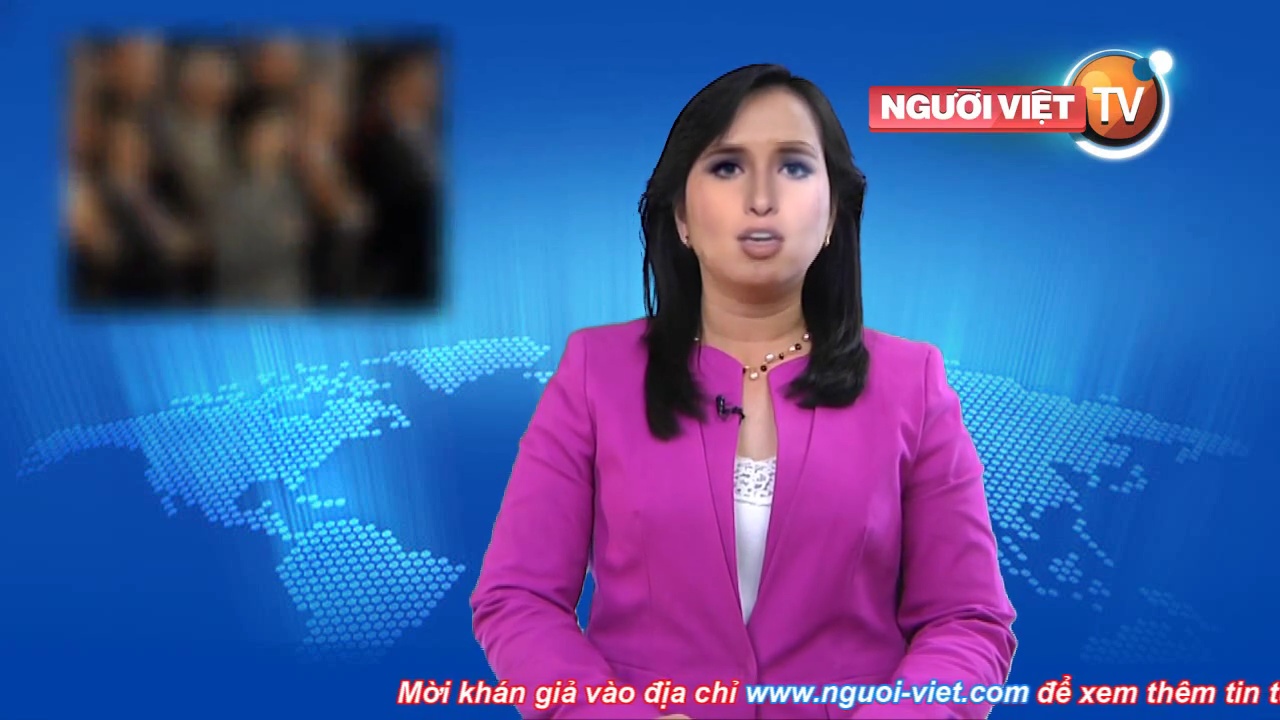 NGƯỜI VIỆT TV
Mời khán giả vào địa chỉ www.nguoi-viet.com để xem thêm tin t